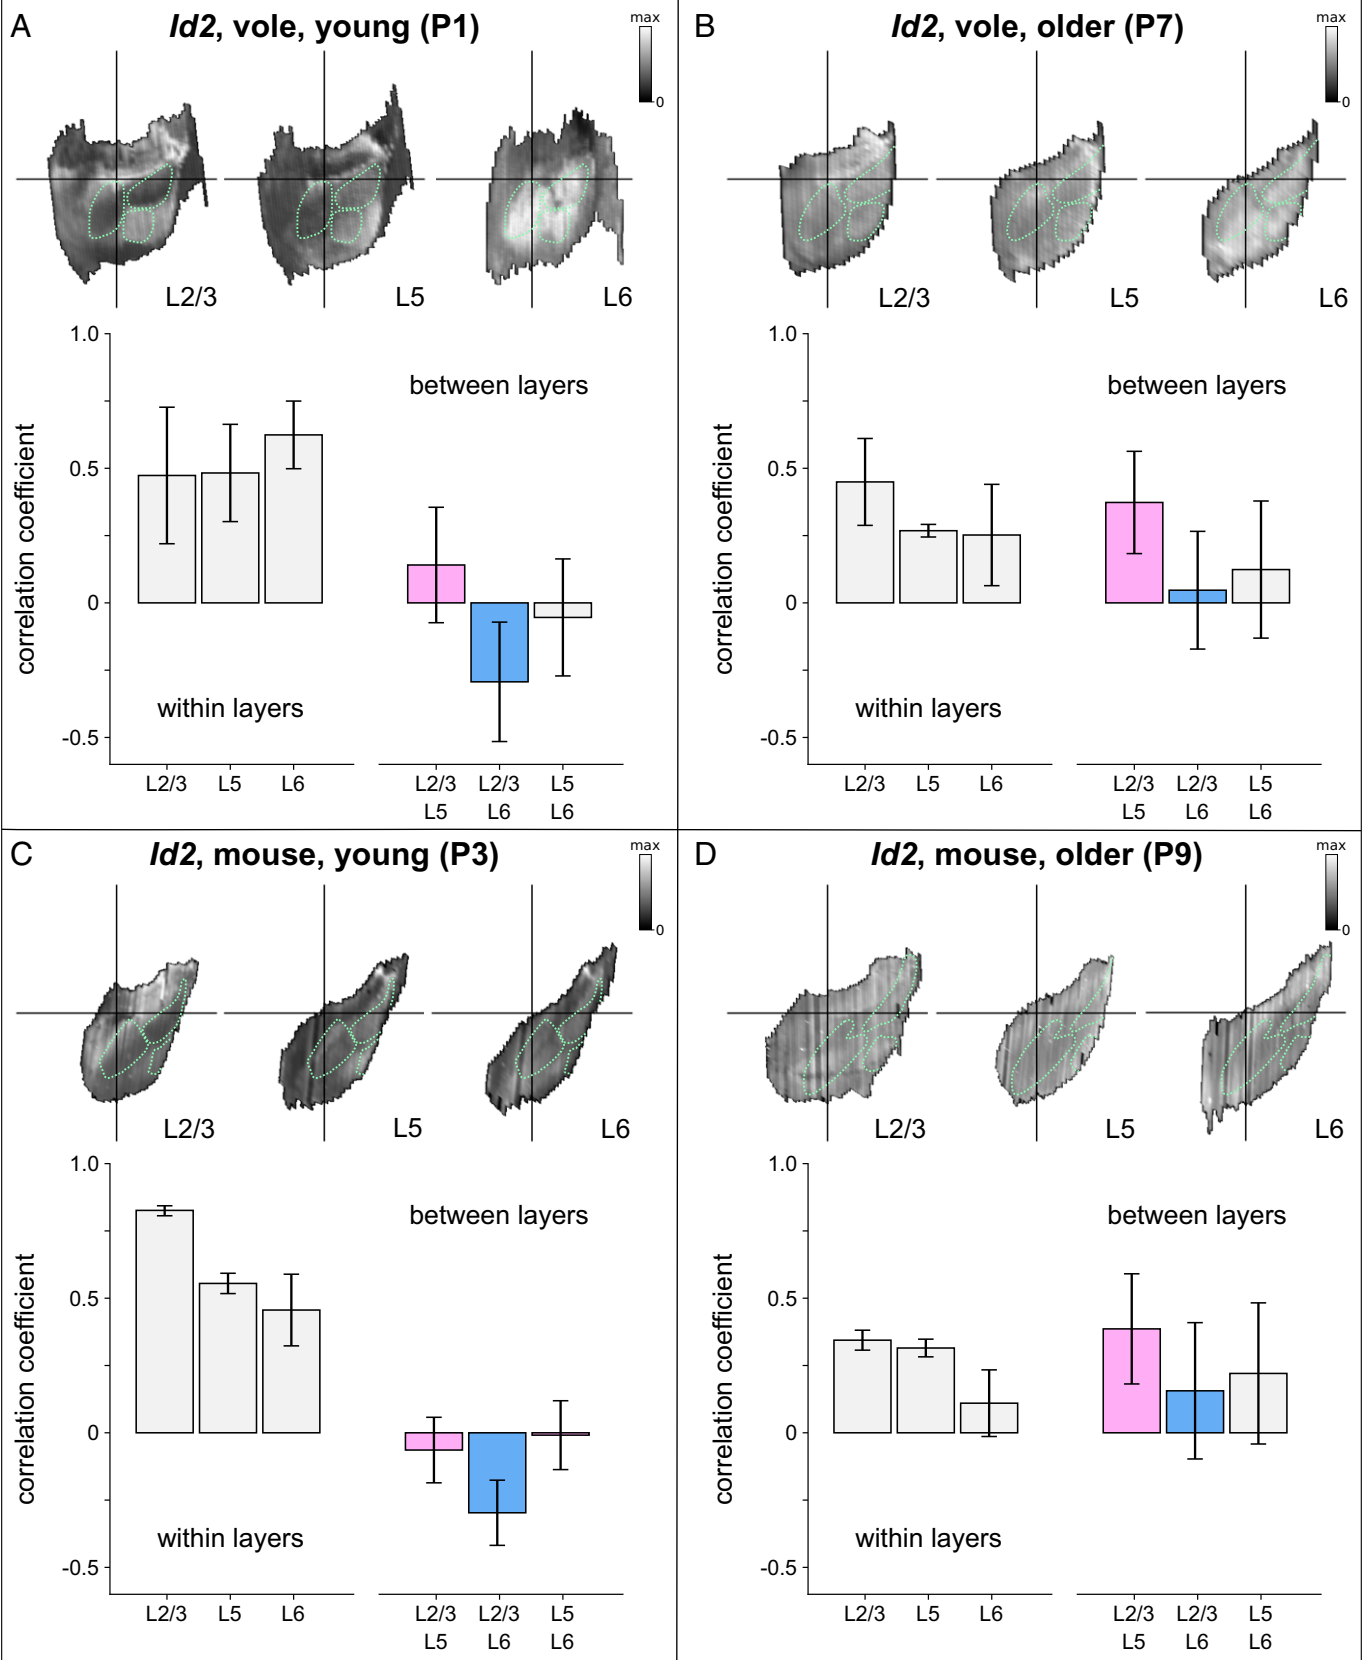 A
Id2, vole, young (P1)
max
0
L2/3
L5
L6
1.0
0.5
0
-0.5
correlation coefficient
between layers
within layers
L2/3
L5
L6
L2/3
L5
L2/3
L6
L5
L6
B
Id2, vole, older (P7)
max
0
L2/3
L5
L6
1.0
0.5
0
-0.5
correlation coefficient
between layers
within layers
L2/3
L5
L6
L2/3
L5
L2/3
L6
L5
L6
C
Id2, mouse, young (P3)
max
0
L2/3
L5
L6
1.0
0.5
0
-0.5
correlation coefficient
between layers
within layers
L2/3
L5
L6
L2/3
L5
L2/3
L6
L5
L6
D
Id2, mouse, older (P9)
max
0
L2/3
L5
L6
1.0
0.5
0
-0.5
correlation coefficient
between layers
within layers
L2/3
L5
L6
L2/3
L5
L2/3
L6
L5
L6